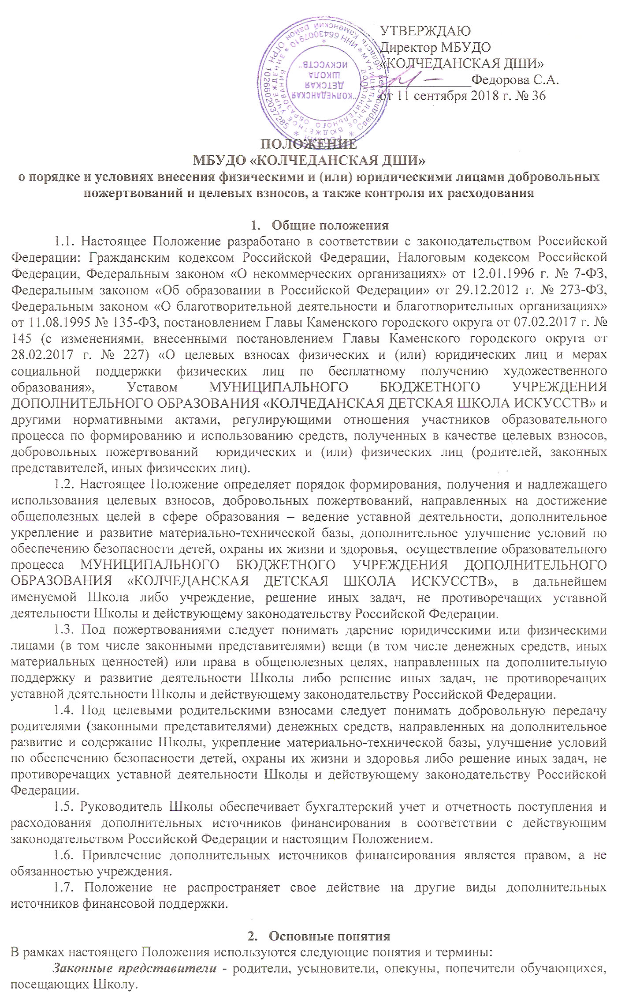 УТВЕРЖДАЮ
Директор МБУДО
«КОЛЧЕДАНСКАЯ ДШИ»
Федорова С.А.
от 11 сентября 2018 г. № 36
* РОССИЯ * Свердловская область Каменский район ОГРН 1026602037285
* МУНИЦИПАЛЬНОЕ БЮДЖЕТНОЕ УЧРЕЖДЕНИЕ *
ДОПОЛНИТЕЛЬНОГО ОБРАЗОВАНИЯ
ИНН 6643007910
"КОЛЧЕДАНСКАЯ
ДЕТСКАЯ
ШКОЛА
ИСКУССТВ"
ПОЛОЖЕНИЕ
МБУДО «КОЛЧЕДАНСКАЯ ДШИ»
о порядке и условиях внесения физическими и (или) юридическими лицами добровольных
пожертвований и целевых взносов, а также контроля их расходования
1. Общие положения
1.1. Настоящее Положение разработано в соответствии с законодательством Российской
Федерации: Гражданским кодексом Российской Федерации, Налоговым кодексом Российской
Федерации, Федеральным законом «О некоммерческих организациях» от 12.01.1996 г. № 7-ФЗ,
Федеральным законом «Об образовании в Российской Федерации» от 29.12.2012 г. № 273-ФЗ,
Федеральным законом «О благотворительной деятельности и благотворительных организациях»
от 11.08.1995 № 135-ФЗ, постановлением Главы Каменского городского округа от 07.02.2017 г. №
145 (с изменениями, внесенными постановлением Главы Каменского городского округа от
28.02.2017 г. № 227) «О целевых взносах физических и (или) юридических лиц и мерах
социальной поддержки физических лиц по бесплатному получению художественного
образования», Уставом МУНИЦИПАЛЬНОГО БЮДЖЕТНОГО УЧРЕЖДЕНИЯ
ДОПОЛНИТЕЛЬНОГО ОБРАЗОВАНИЯ «КОЛЧЕДАНСКАЯ ДЕТСКАЯ ШКОЛА ИСКУССТВ» и
другими нормативными актами, регулирующими отношения участников образовательного
процесса по формированию и использованию средств, полученных в качестве целевых взносов,
добровольных пожертвований юридических и (или) физических лиц (родителей, законных
представителей, иных физических лиц).
1.2. Настоящее Положение определяет порядок формирования, получения и надлежащего
использования целевых взносов, добровольных пожертвований, направленных на достижение
общеполезных целей в сфере образования – ведение уставной деятельности, дополнительное
укрепление и развитие материально-технической базы, дополнительное улучшение условий по
обеспечению безопасности детей, охраны их жизни и здоровья, осуществление образовательного
процесса МУНИЦИПАЛЬНОГО БЮДЖЕТНОГО УЧРЕЖДЕНИЯ ДОПОЛНИТЕЛЬНОГО
ОБРАЗОВАНИЯ «КОЛЧЕДАНСКАЯ ДЕТСКАЯ ШКОЛА ИСКУССТВ», в дальнейшем
именуемой Школа либо учреждение, решение иных задач, не противоречащих уставной
деятельности Школы и действующему законодательству Российской Федерации.
1.3. Под пожертвованиями следует понимать дарение юридическими или физическими
лицами (в том числе законными представителями) вещи (в том числе денежных средств, иных
материальных ценностей) или права в общеполезных целях, направленных на дополнительную
поддержку и развитие деятельности Школы либо решение иных задач, не противоречащих
уставной деятельности Школы и действующему законодательству Российской Федерации.
1.4. Под целевыми родительскими взносами следует понимать добровольную передачу
родителями (законными представителями) денежных средств, направленных на дополнительное
развитие и содержание Школы, укрепление материально-технической базы, улучшение условий
по обеспечению безопасности детей, охраны их жизни и здоровья либо решение иных задач, не
противоречащих уставной деятельности Школы и действующему законодательству Российской
Федерации.
1.5. Руководитель Школы обеспечивает бухгалтерский учет и отчетность поступления и
расходования дополнительных источников финансирования в соответствии с действующим
законодательством Российской Федерации и настоящим Положением.
1.6. Привлечение дополнительных источников финансирования является правом, а не
обязанностью учреждения.
1.7. Положение не распространяет свое действие на другие виды дополнительных
источников финансовой поддержки.
2. Основные понятия
В рамках настоящего Положения используются следующие понятия и термины:
Законные представители - родители, усыновители, опекуны, попечители обучающихся,
посещающих Школу.